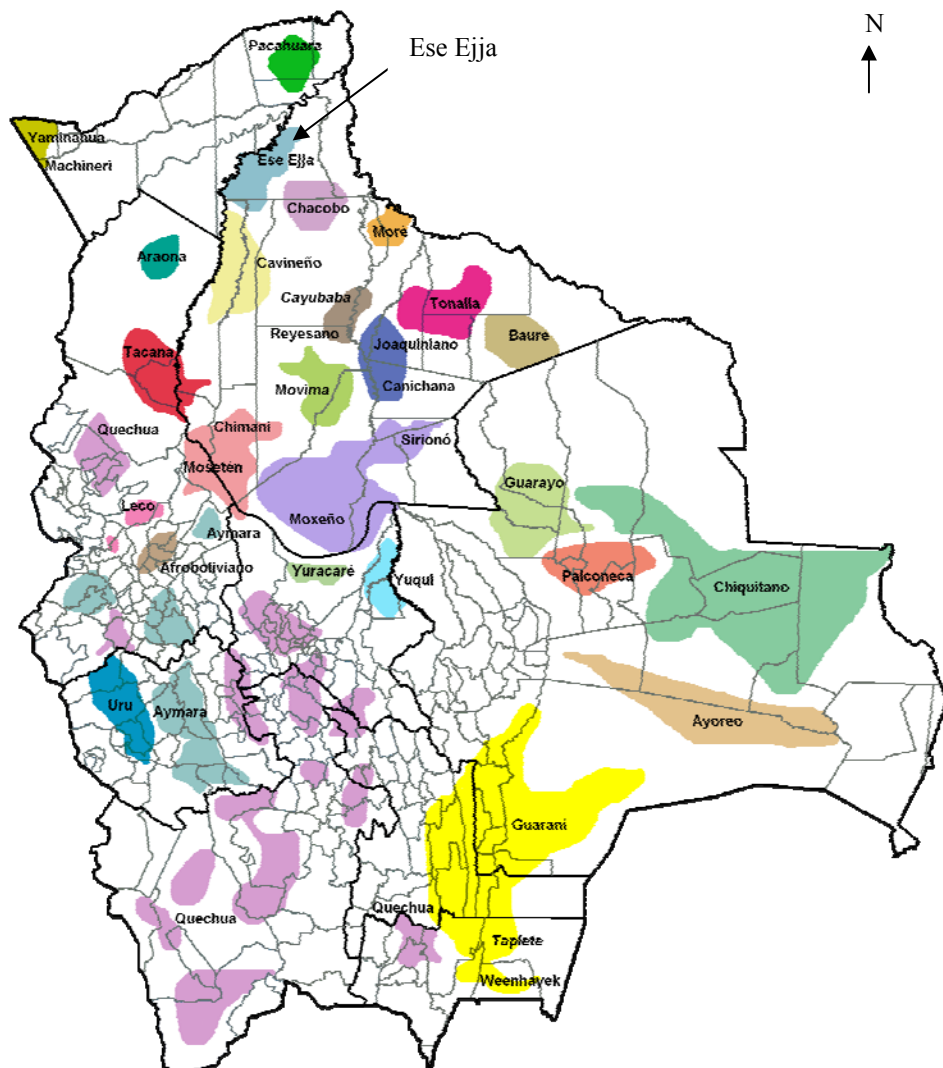 N
Ese Ejja
Pacahuara
Yaminahua
Machineri
Ese Ejja
Chacobo
Moré
Araona
Cavineño
Cayubaba
Tonalla
Reyesano
Joaquiniano
Baure
Tacana
Movima
Canichana
Quechua
Chimani
Sirionó
Mosetén
Guarayo
Leco
Moxeño
Aymara
Afroboliviano
Yuracaré
Yuqui
Palconeca
Chiquitano
Uru
Aymara
Ayoreo
Guarani
Quechua
Quechua
Tapiete
Weenhayek